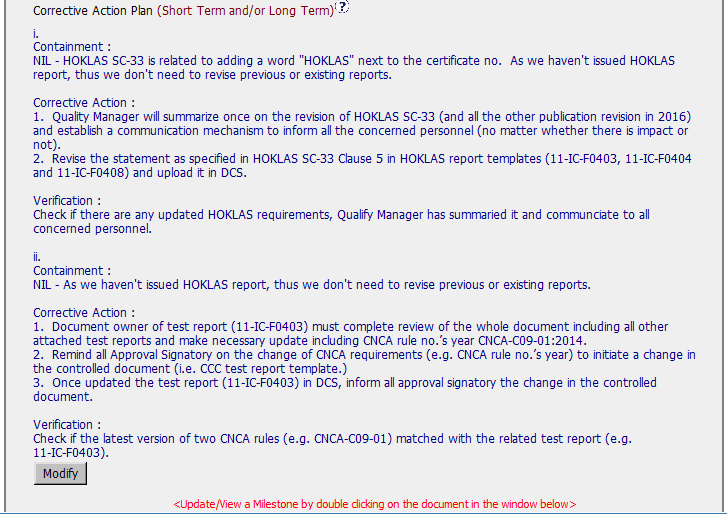 Corrective Action Plan (Short Term and/or Long Term)?
i.
Containment :
NIL - HOKLAS SC-33 is related to adding a word "HOKLAS" next to the certificate no.  As we haven't issued HOKLAS
report, thus we don't need to revise previous or existing reports.
Corrective Action :
1.  Quality Manager will summarize once on the revision of HOKLAS SC-33 (and all the other publication revision in 2016)
and establish a communication mechanism to inform all the concerned personnel (no matter whether there is impact or
not).
2.  Revise the statement as specified in HOKLAS SC-33 Clause 5 in HOKLAS report templates (11-IC-F0403, 11-IC-F0404
and 11-IC-F0408) and upload it in DCS.
Verification :
Check if there are any updated HOKLAS requirements, Qualify Manager has summaried it and communciate to all
concerned personnel.
ii.
Containment :
NIL - As we haven't issued HOKLAS report, thus we don't need to revise previous or existing reports.
Corrective Action :
1.  Document owner of test report (11-IC-F0403) must complete review of the whole document including all other
attached test reports and make necessary update including CNCA rule no.'s year CNCA-C09-01:2014.
2.  Remind all Approval Signatory on the change of CNCA requirements (e.g. CNCA rule no.'s year) to initiate a change in
the controlled document (i.e. CCC test report template.)
3.  Once updated the test report (11-IC-F0403) in DCS, inform all approval signatory the change in the controlled
document.
Verification :
Check if the latest version of two CNCA rules (e.g. CNCA-C09-01) matched with the related test report (e.g.
11-IC-F0403).
Modify
<Update/View a Milestone by double clicking on the document in the window below>